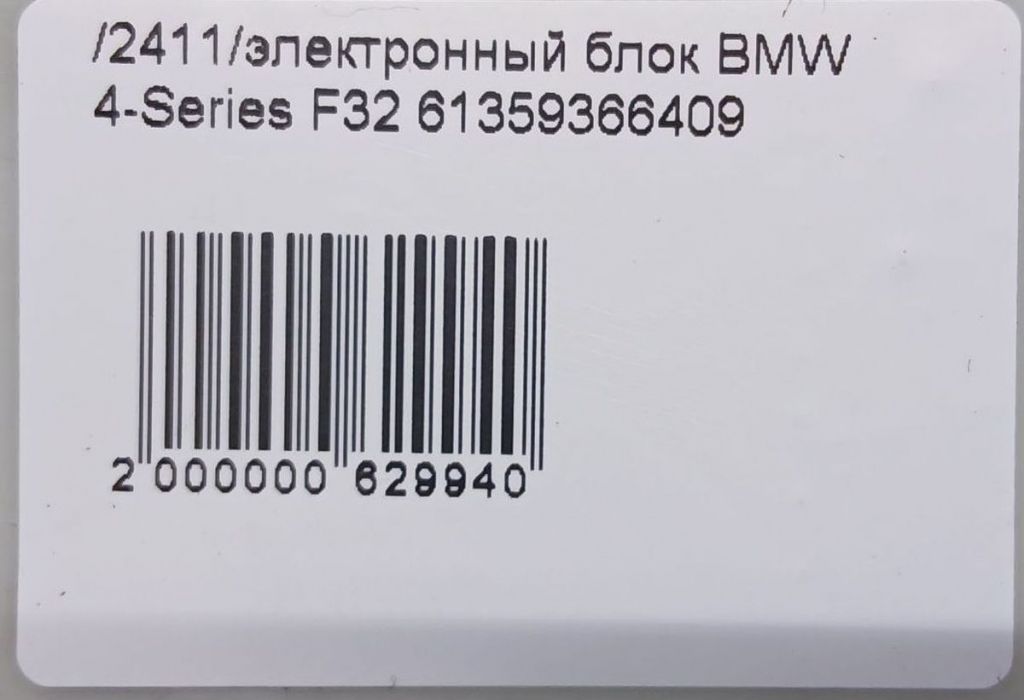 /2411/электронный блок BMW
4-Series F32 61359366409
2 000000 629940